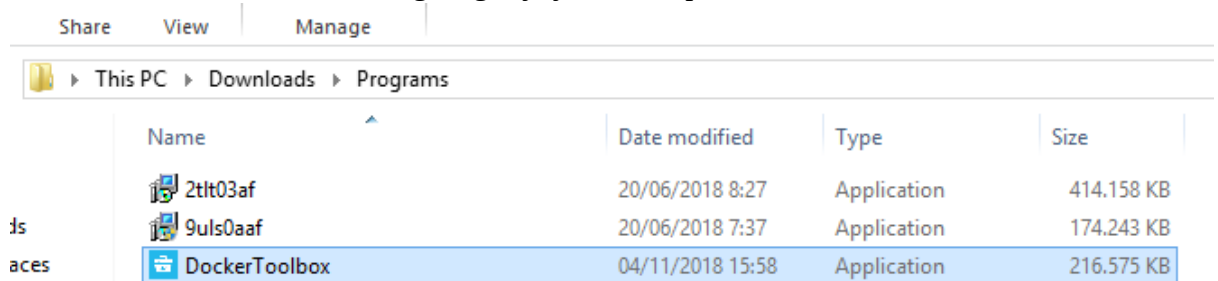 Share View Manage
This PC Downloads Programs
Name Date modified Type Size
2tlt03af 20/06/2018 8:27 Application 414.158 KB
ds 9uls0aaf 20/06/2018 7:37 Application 174.243 KB
aces DockerToolbox 04/11/2018 15:58 Application 216.575 KB